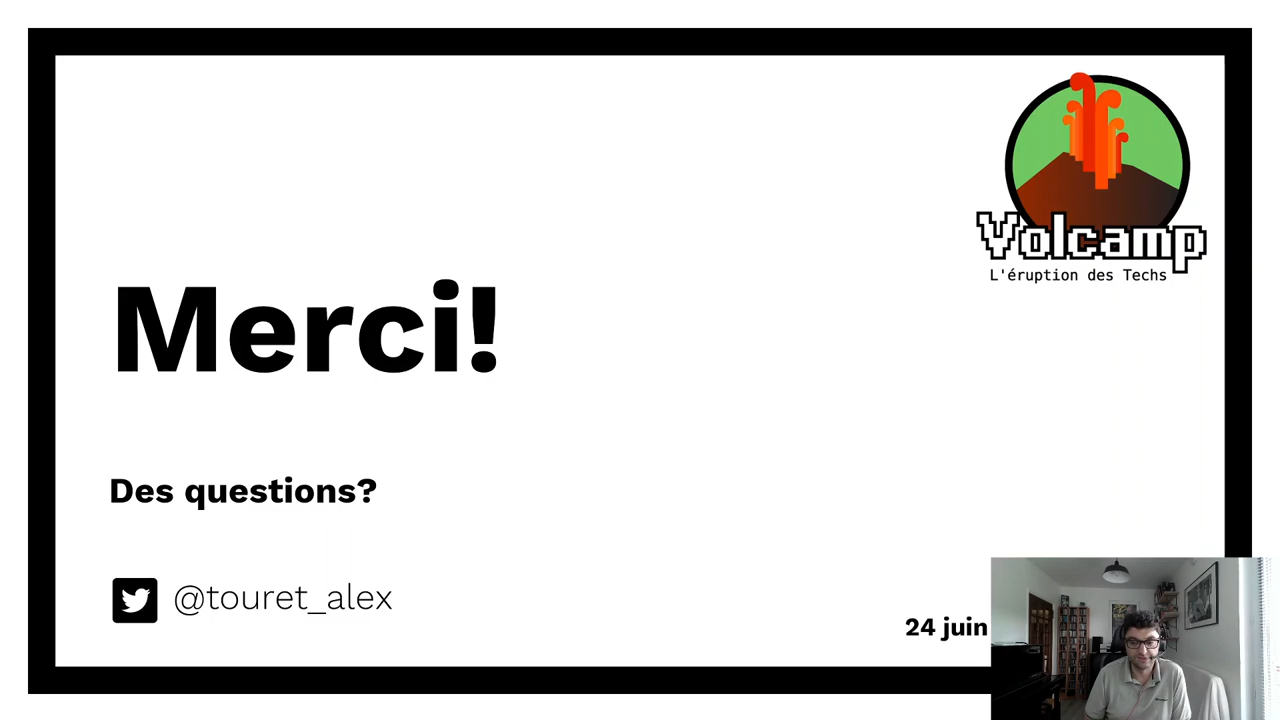 Volcamp
L'éruption des Techs
Merci!
Des questions?
@touret_alex
24 juin